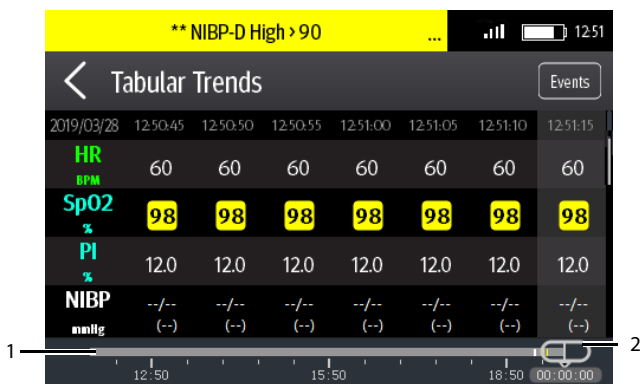 ** NIBP-D High > 90 ... 12:51
Tabular Trends Events
2019/03/28 12:50:45 12:50:50 12:50:55 12:51:00 12:51:05 12:51:10 12:51:15
HR 60 60 60 60 60 60 60
BPM
SpO2 98 98 98 98 98 98 98
%
PI 12.0 12.0 12.0 12.0 12.0 12.0 12.0
%
NIBP --/-- --/-- --/-- --/-- --/-- --/-- --/--
mmHg (--) (--) (--) (--) (--) (--) (--)
1 2
12:50 15:50 18:50 00:00:00